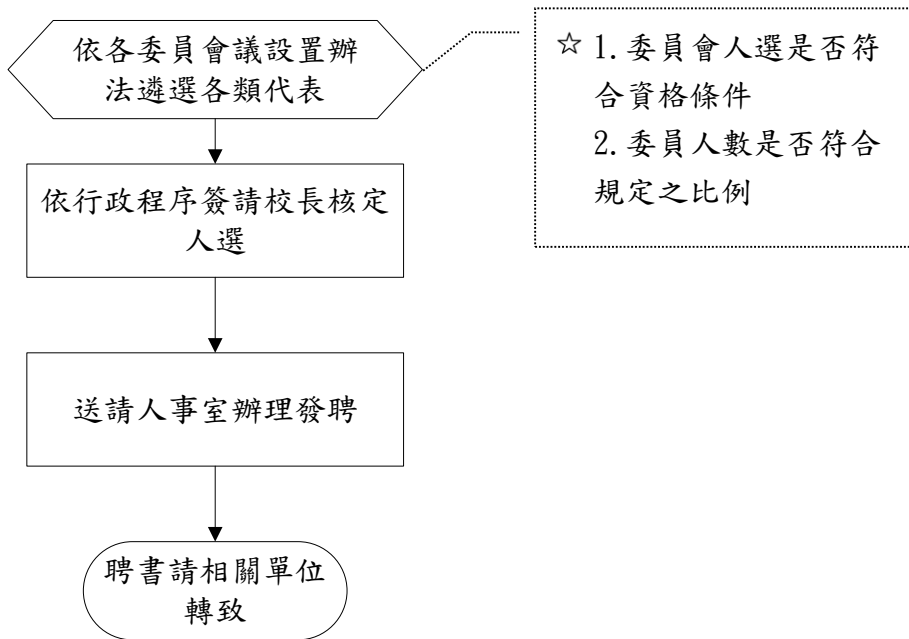 依各委員會議設置辦
法遴選各類代表
☆ 1.委員會人選是否符
合資格條件
2.委員人數是否符合
規定之比例
依行政程序簽請校長核定
人選
送請人事室辦理發聘
聘書請相關單位
轉致